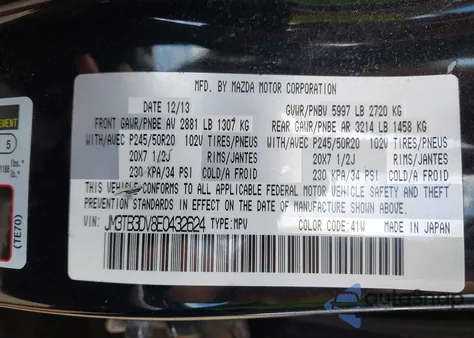 MFD. BY MAZDA MOTOR CORPORATION
DATE 12/13 GVWR/PNBV 5997 LB 2720 KG
FRONT GAWR/PNBE AV 2881 LB 1307 KG REAR GAWR/PNBE AR 3214 LB 1458 KG
WITH/AVEC P245/50R20 102V TIRES/PNEUS WITH/AVEC P245/50R20 102V TIRES/PNEUS
20X7 1/2J RIMS/JANTES 20X7 1/2J RIMS/JANTES
230 KPA/34 PSI COLD/A FROID 230 KPA/34 PSI COLD/A FROID
THIS VEHICLE CONFORMS TO ALL APPLICABLE FEDERAL MOTOR VEHICLE SAFETY AND THEFT
PREVENTION STANDARDS IN EFFECT ON THE DATE OF MANUFACTURE SHOWN ABOVE.
VIN: JM3TB3DV8E0432624 TYPE: MPV COLOR CODE: 41W MADE IN JAPAN
5
(TE70)
autosnap